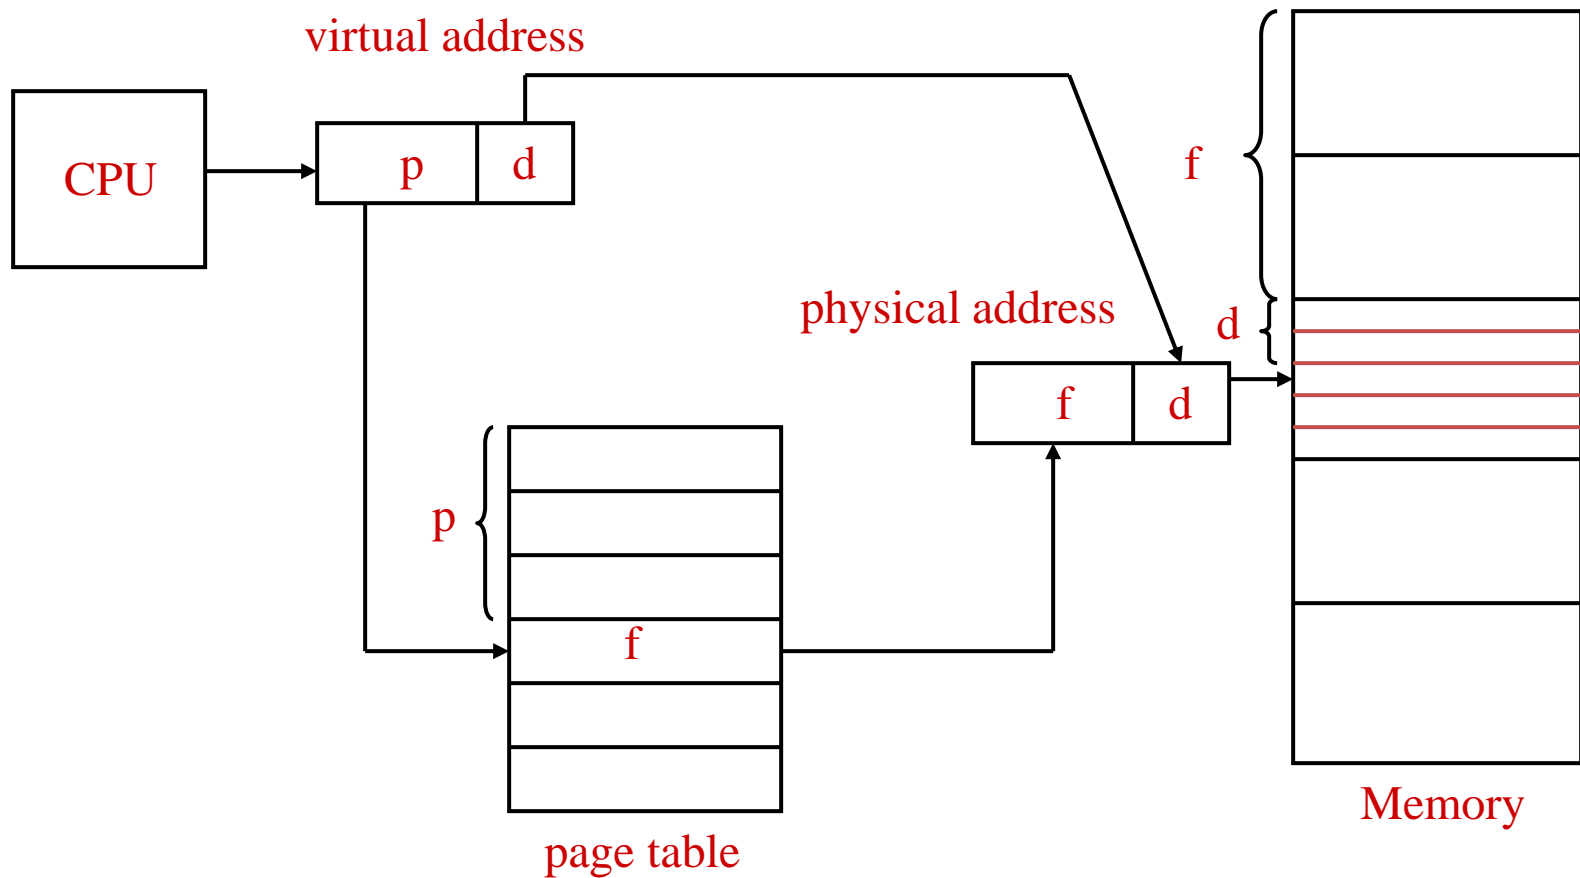 virtual address
CPU
p
d
f
physical address
d
f
d
p
f
Memory
page table